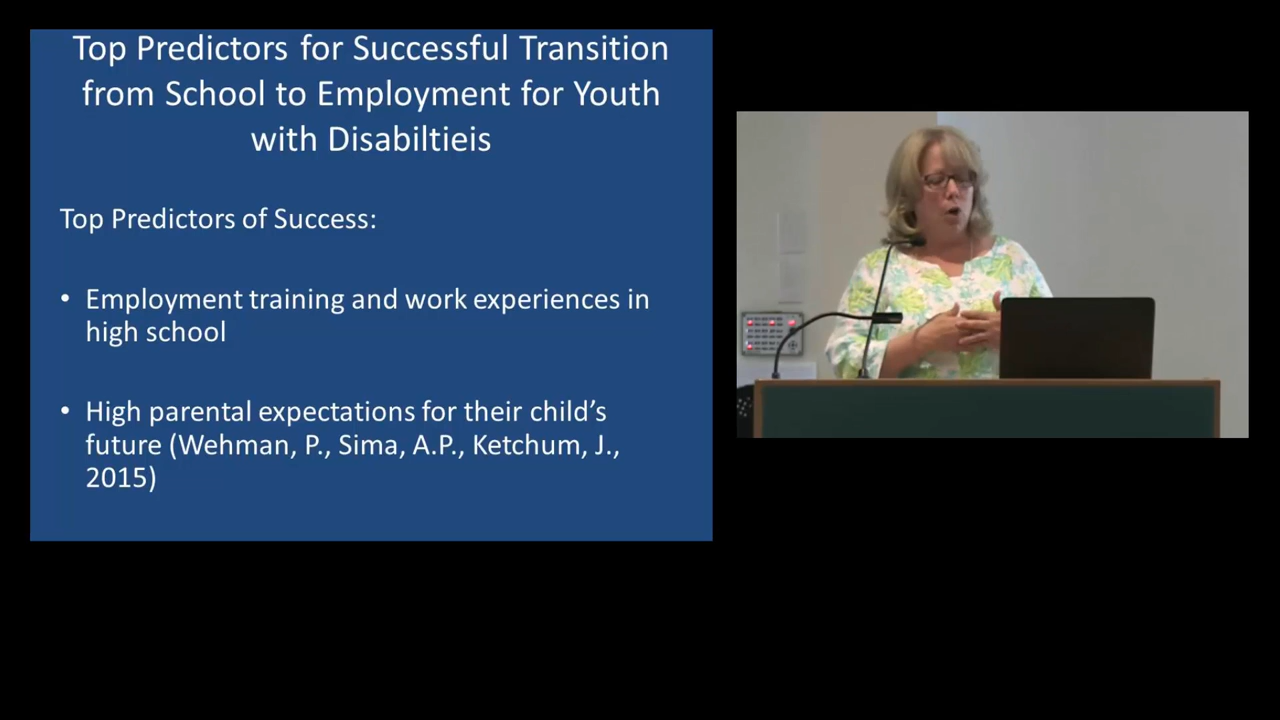 Top Predictors for Successful Transition
from School to Employment for Youth
with Disabiltieis
Top Predictors of Success:
• Employment training and work experiences in
high school
• High parental expectations for their child’s
future (Wehman, P., Sima, A.P., Ketchum, J.,
2015)